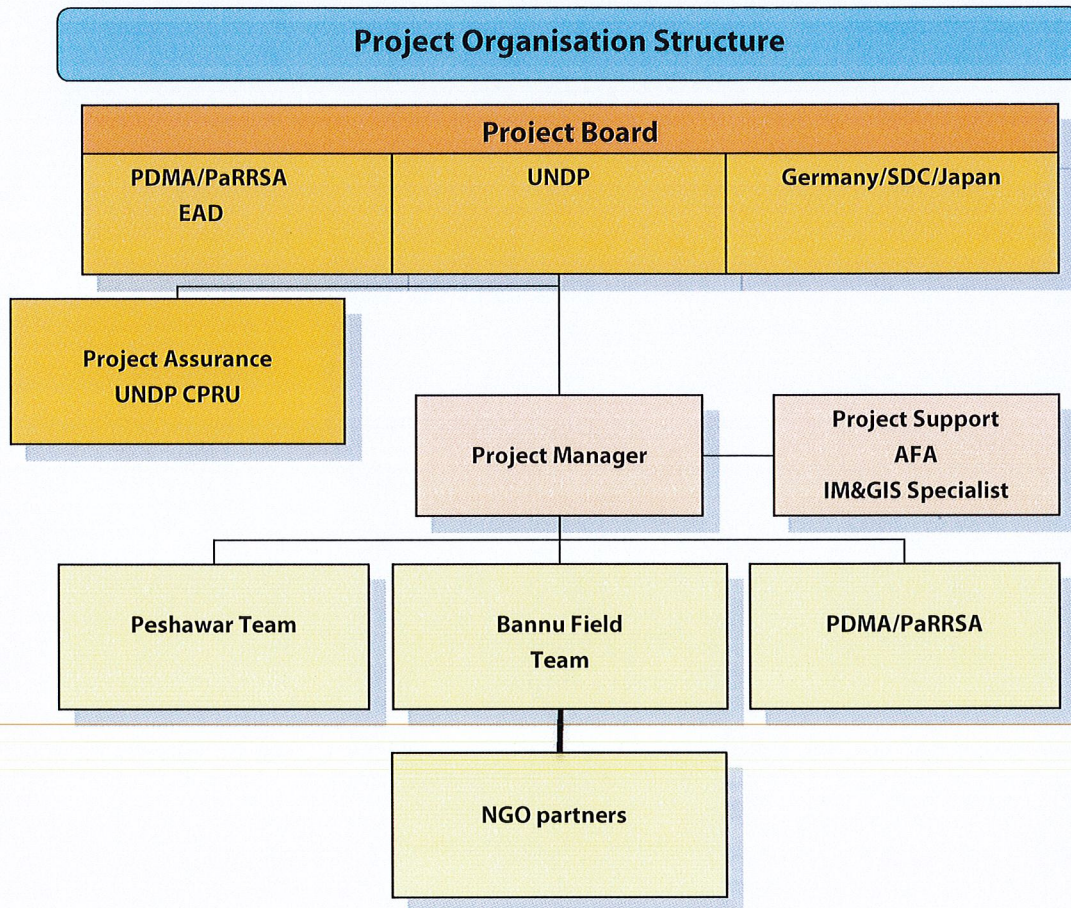 Project Organisation Structure
Project Board
PDMA/PaRRSA
EAD
UNDP
Germany/SDC/Japan
Project Assurance
UNDP CPRU
Project Manager
Project Support
AFA
IM&GIS Specialist
Peshawar Team
Bannu Field
Team
PDMA/PaRRSA
NGO partners